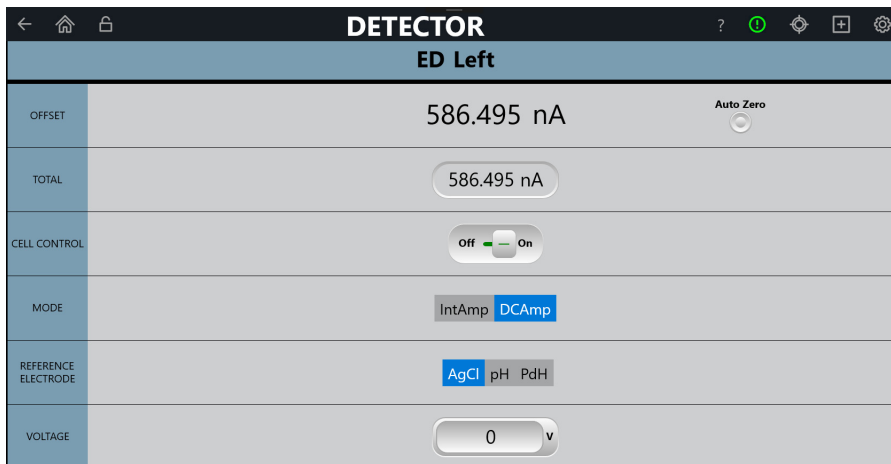 DETECTOR
?
ED Left
OFFSET
586.495 nA
Auto Zero
TOTAL
586.495 nA
CELL CONTROL
Off
On
MODE
IntAmp DCAmp
REFERENCE
ELECTRODE
AgCl pH PdH
VOLTAGE
0 V